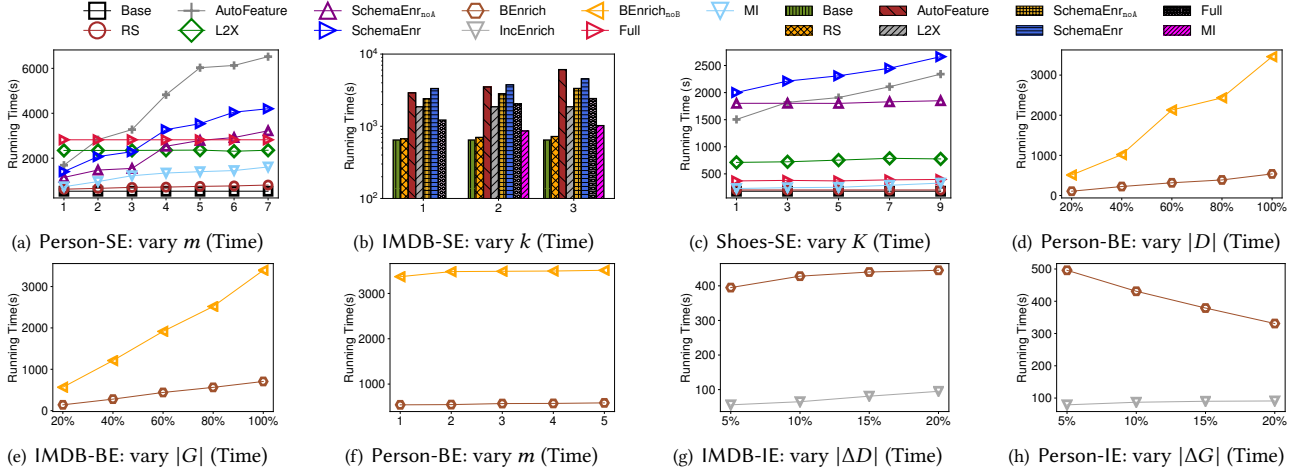 Base AutoFeature SchemaEnr_noA BEnrich BEnrich_noB MI Base AutoFeature SchemaEnr_noA Full
RS L2X SchemaEnr IncEnrich Full RS L2X SchemaEnr MI
Running Time(s)
6000
4000
2000
1 2 3 4 5 6 7
(a) Person-SE: vary m (Time)
Running Time(s)
10^4
10^3
10^2
1 2 3
(b) IMDB-SE: vary k (Time)
Running Time (s)
2500
2000
1500
1000
500
1 3 5 7 9
(c) Shoes-SE: vary K (Time)
Running Time(s)
3000
2000
1000
0
20% 40% 60% 80% 100%
(d) Person-BE: vary |D| (Time)
Running Time(s)
3000
2000
1000
0
20% 40% 60% 80% 100%
(e) IMDB-BE: vary |G| (Time)
Running Time(s)
3000
2000
1000
1 2 3 4 5
(f) Person-BE: vary m (Time)
Running Time(s)
400
300
200
100
5% 10% 15% 20%
(g) IMDB-IE: vary |ΔD| (Time)
Running Time(s)
500
400
300
200
100
5% 10% 15% 20%
(h) Person-IE: vary |ΔG| (Time)